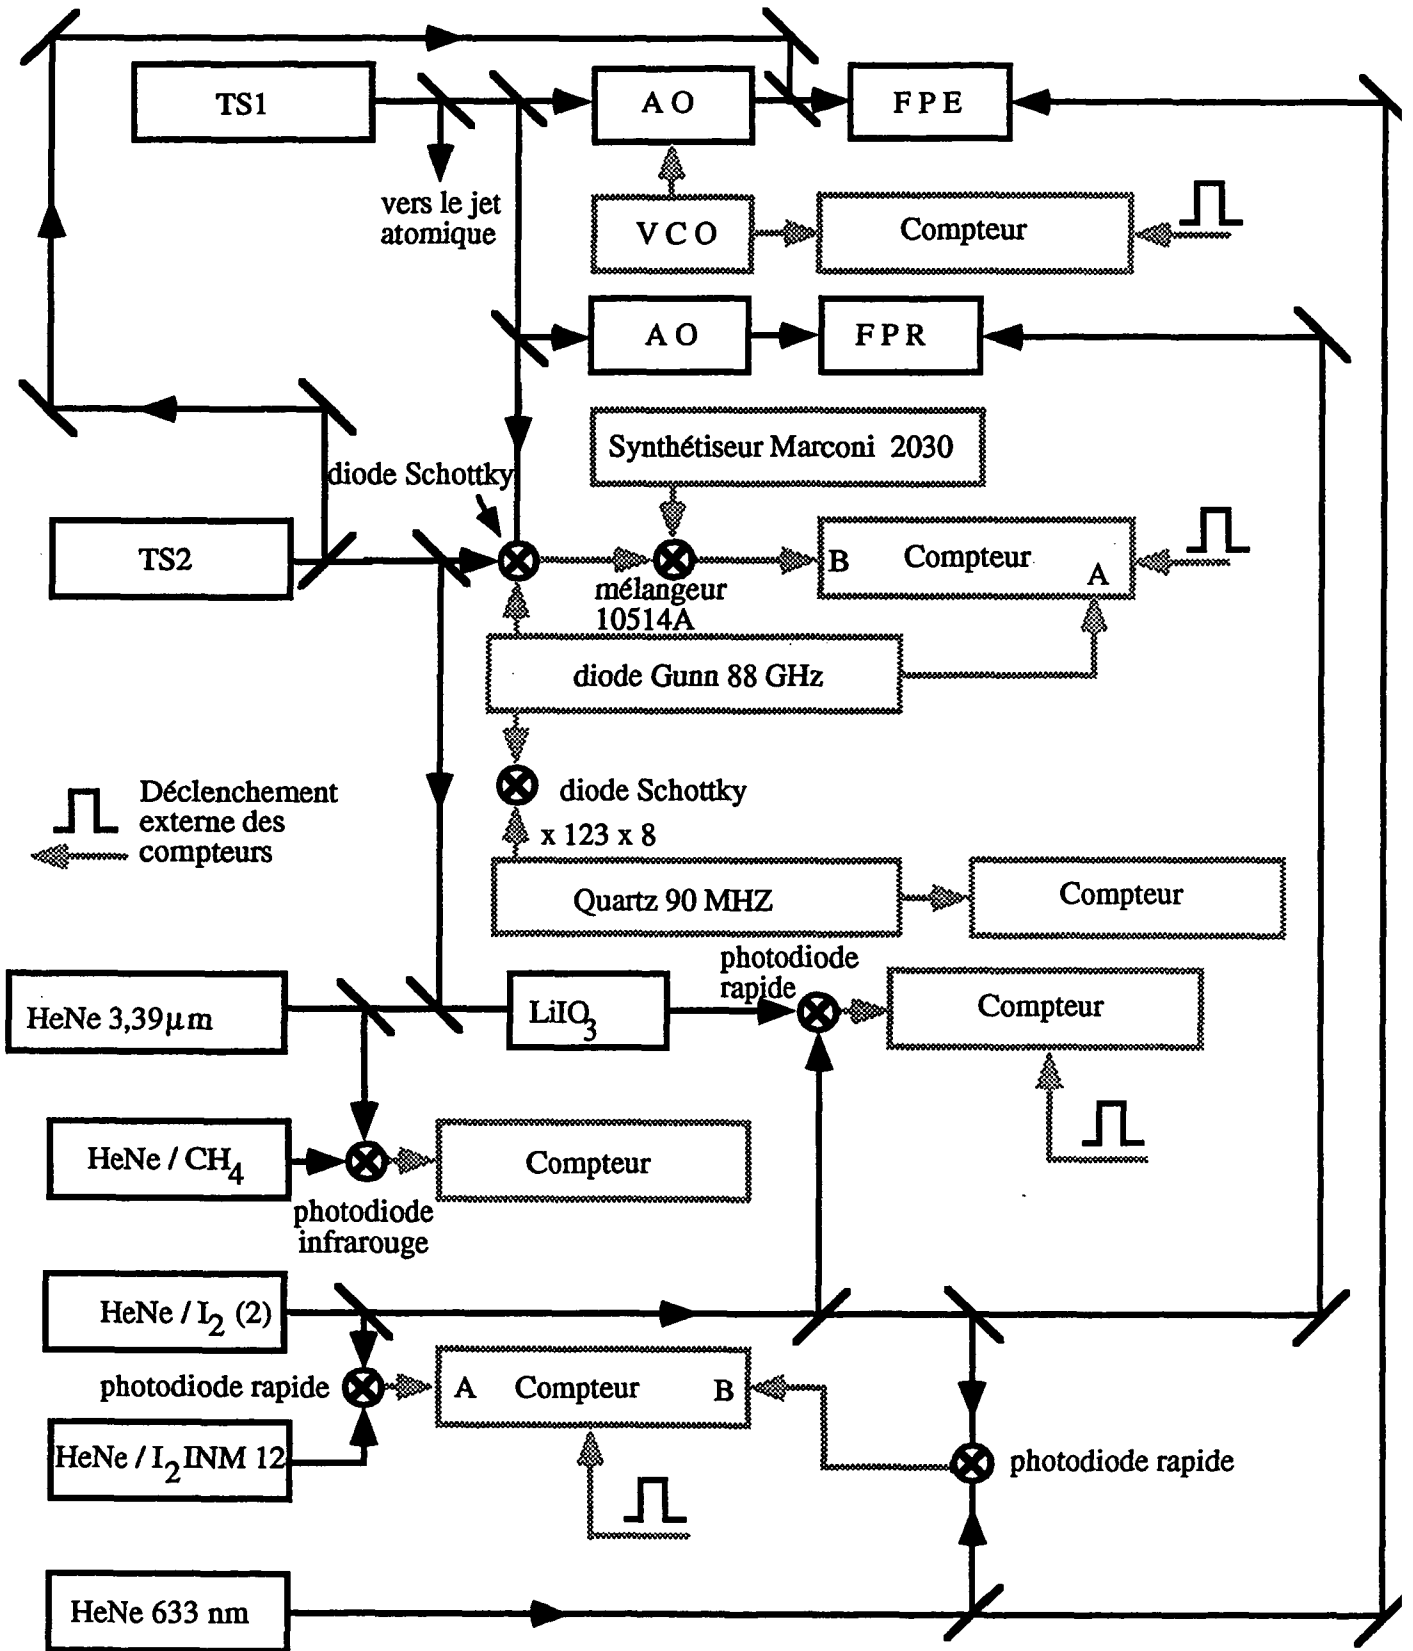 TS1
A O
F P E
vers le jet
atomique
V C O
Compteur
A O
F P R
Synthétiseur Marconi 2030
diode Schottky
TS2
B
Compteur
A
mélangeur
10514A
diode Gunn 88 GHz
diode Schottky
Déclenchement
externe des
compteurs
x 123 x 8
Quartz 90 MHZ
Compteur
photodiode
rapide
HeNe 3,39µm
LiIO3
Compteur
HeNe / CH4
Compteur
photodiode
infrarouge
HeNe / I2 (2)
photodiode rapide
A
Compteur
B
HeNe / I2 INM 12
photodiode rapide
HeNe 633 nm